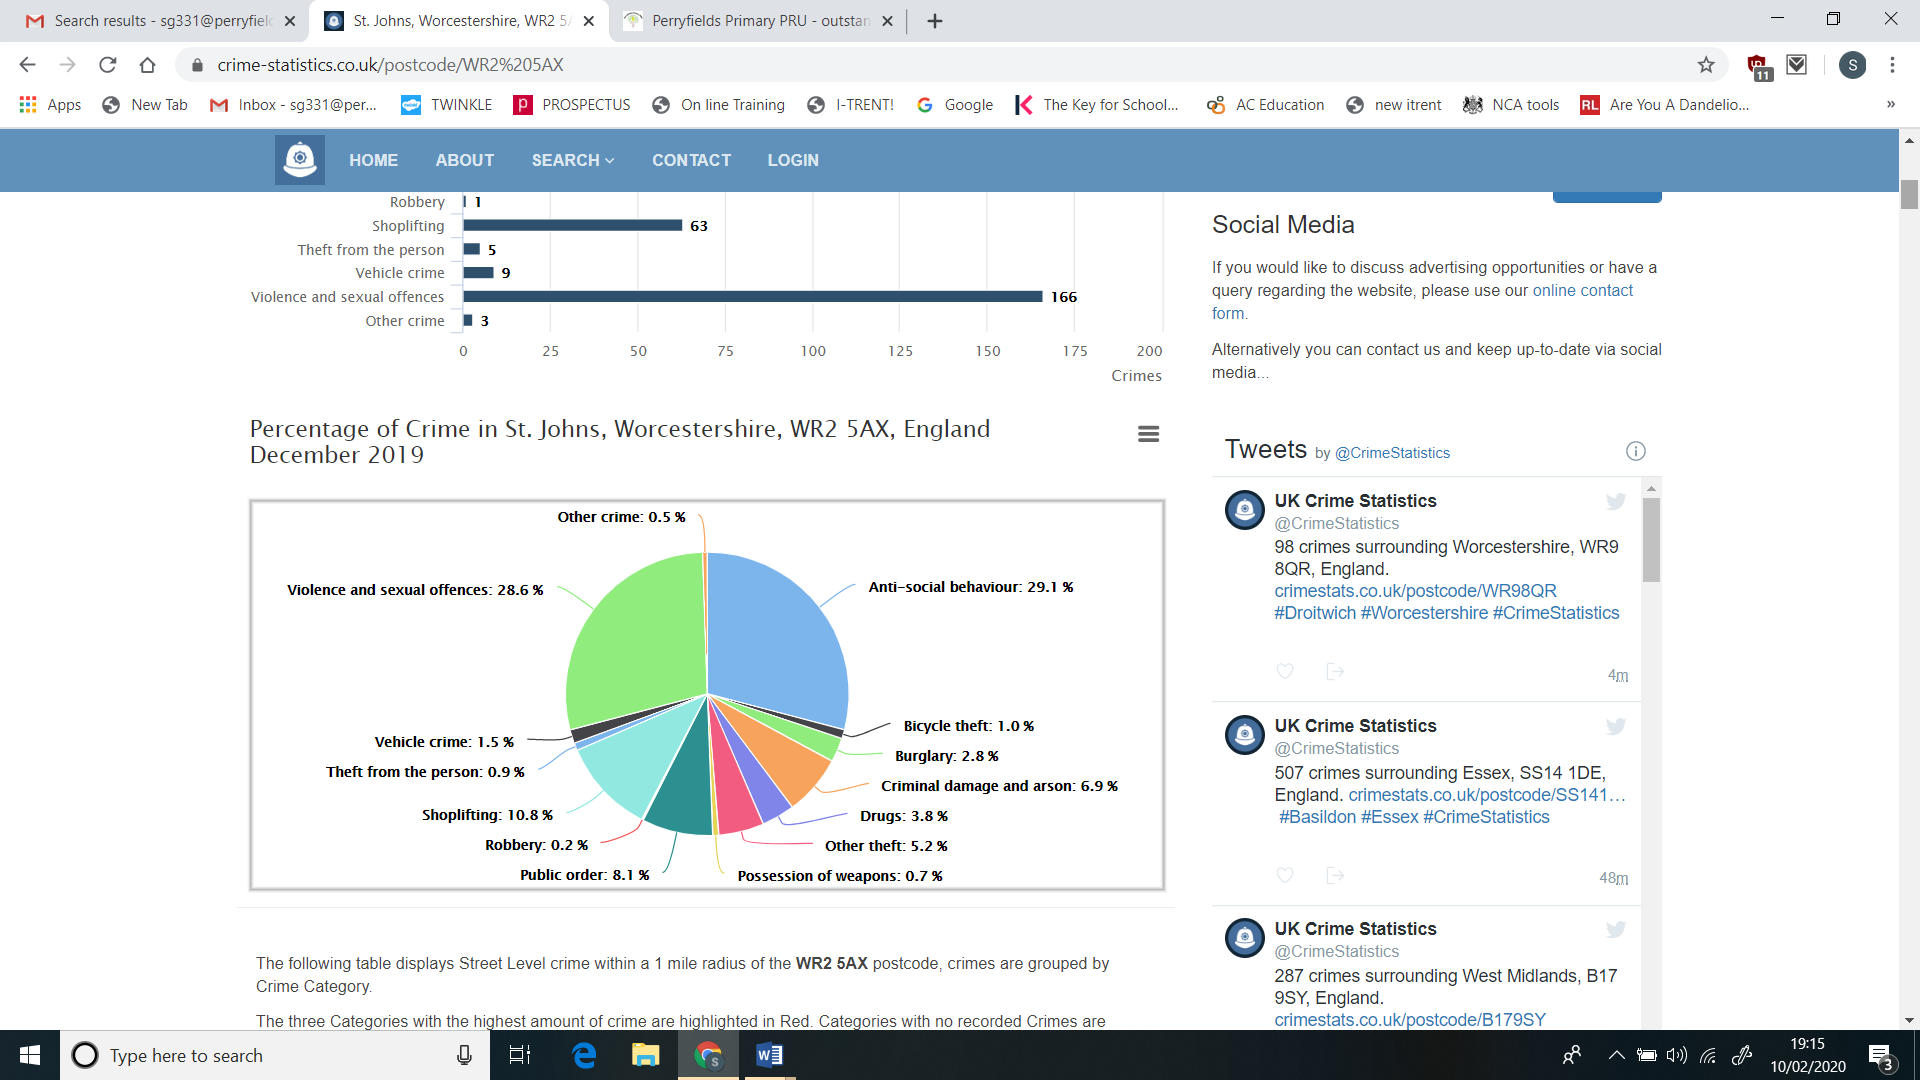 Search results - sg331@perryfiel
St. Johns, Worcestershire, WR2 5
Perryfields Primary PRU - outstan
crime-statistics.co.uk/postcode/WR2%205AX
11
S
Apps
New Tab
Inbox - sg331@per...
TWINKLE
PROSPECTUS
On line Training
I-TRENT!
Google
The Key for School...
AC Education
new itrent
NCA tools
RL
Are You A Dandelio...
»
HOME
ABOUT
SEARCH
CONTACT
LOGIN
Robbery 1
Shoplifting 63
Theft from the person 5
Vehicle crime 9
Violence and sexual offences 166
Other crime 3
0 25 50 75 100 125 150 175 200
Crimes
Percentage of Crime in St. Johns, Worcestershire, WR2 5AX, England
December 2019
Other crime: 0.5 %
Violence and sexual offences: 28.6 %
Anti-social behaviour: 29.1 %
Bicycle theft: 1.0 %
Vehicle crime: 1.5 %
Burglary: 2.8 %
Theft from the person: 0.9 %
Criminal damage and arson: 6.9 %
Shoplifting: 10.8 %
Drugs: 3.8 %
Robbery: 0.2 %
Other theft: 5.2 %
Public order: 8.1 %
Possession of weapons: 0.7 %
The following table displays Street Level crime within a 1 mile radius of the WR2 5AX postcode, crimes are grouped by
Crime Category.
The three Categories with the highest amount of crime are highlighted in Red. Categories with no recorded Crimes are
Social Media
If you would like to discuss advertising opportunities or have a
query regarding the website, please use our online contact
form.
Alternatively you can contact us and keep up-to-date via social
media...
Tweets by @CrimeStatistics
UK Crime Statistics
@CrimeStatistics
98 crimes surrounding Worcestershire, WR9
8QR, England.
crimestats.co.uk/postcode/WR98QR
#Droitwich #Worcestershire #CrimeStatistics
4m
UK Crime Statistics
@CrimeStatistics
507 crimes surrounding Essex, SS14 1DE,
England. crimestats.co.uk/postcode/SS141…
#Basildon #Essex #CrimeStatistics
48m
UK Crime Statistics
@CrimeStatistics
287 crimes surrounding West Midlands, B17
9SY, England.
crimestats.co.uk/postcode/B179SY
Type here to search
S
19:15
10/02/2020
3